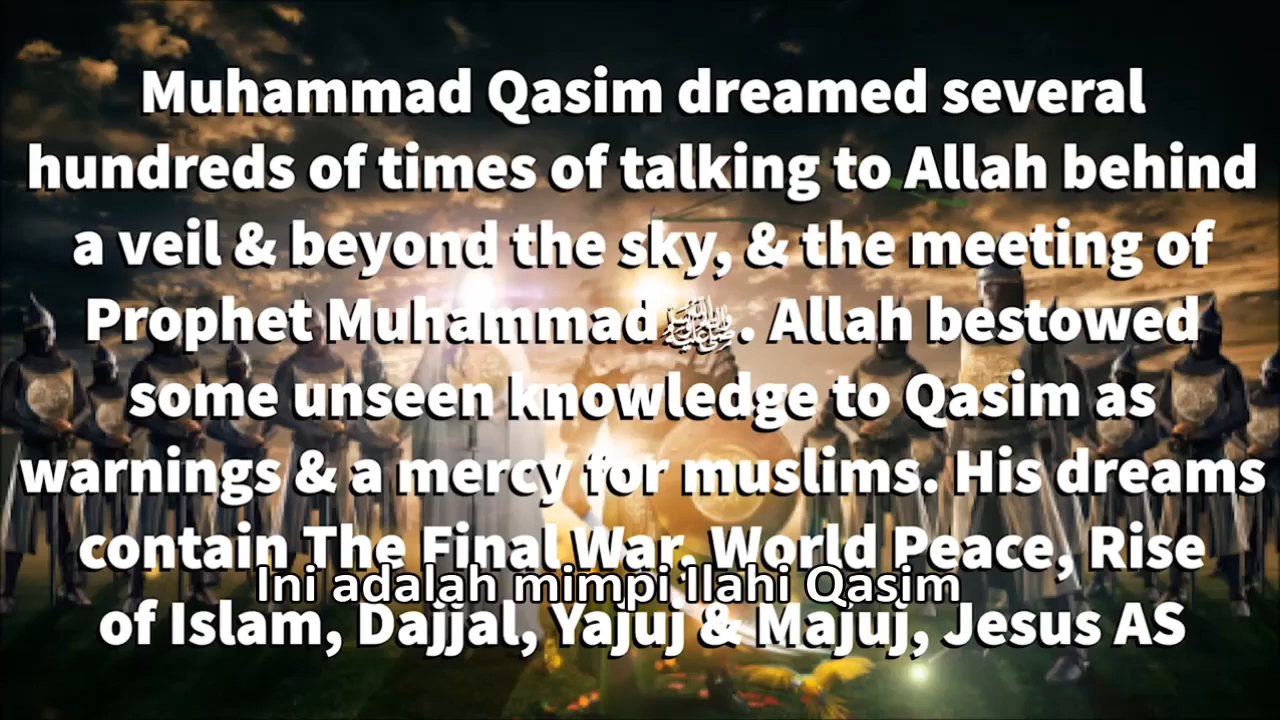 Muhammad Qasim dreamed several
hundreds of times of talking to Allah behind
a veil & beyond the sky, & the meeting of
Prophet Muhammad ﷺ. Allah bestowed
some unseen knowledge to Qasim as
warnings & a mercy for muslims. His dreams
contain The Final War, World Peace, Rise
Ini adalah mimpi Ilahi Qasim
of Islam, Dajjal, Yajuj & Majuj, Jesus AS